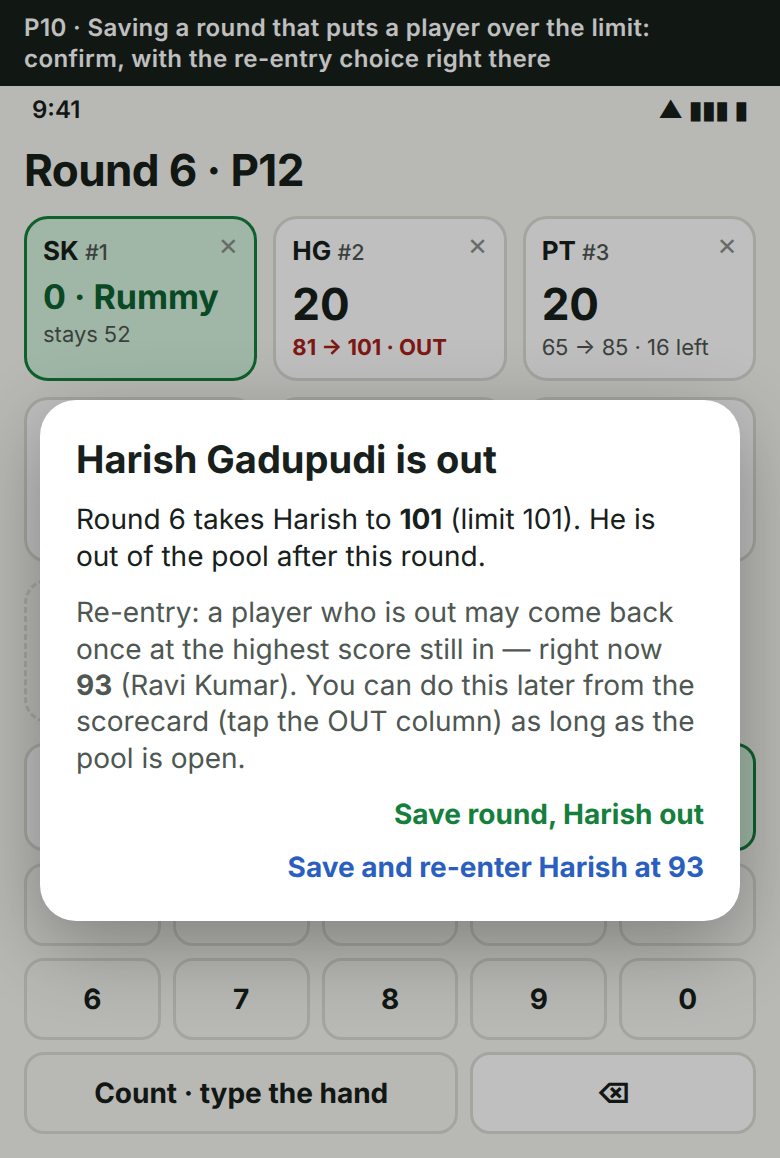 P10 · Saving a round that puts a player over the limit:
confirm, with the re-entry choice right there
9:41
Round 6 · P12
SK #1 ✕
0 · Rummy
stays 52
HG #2 ✕
20
81 → 101 · OUT
PT #3 ✕
20
65 → 85 · 16 left
Harish Gadupudi is out
Round 6 takes Harish to 101 (limit 101). He is
out of the pool after this round.
Re-entry: a player who is out may come back
once at the highest score still in — right now
93 (Ravi Kumar). You can do this later from the
scorecard (tap the OUT column) as long as the
pool is open.
Save round, Harish out
Save and re-enter Harish at 93
6 7 8 9 0
Count · type the hand ⌫